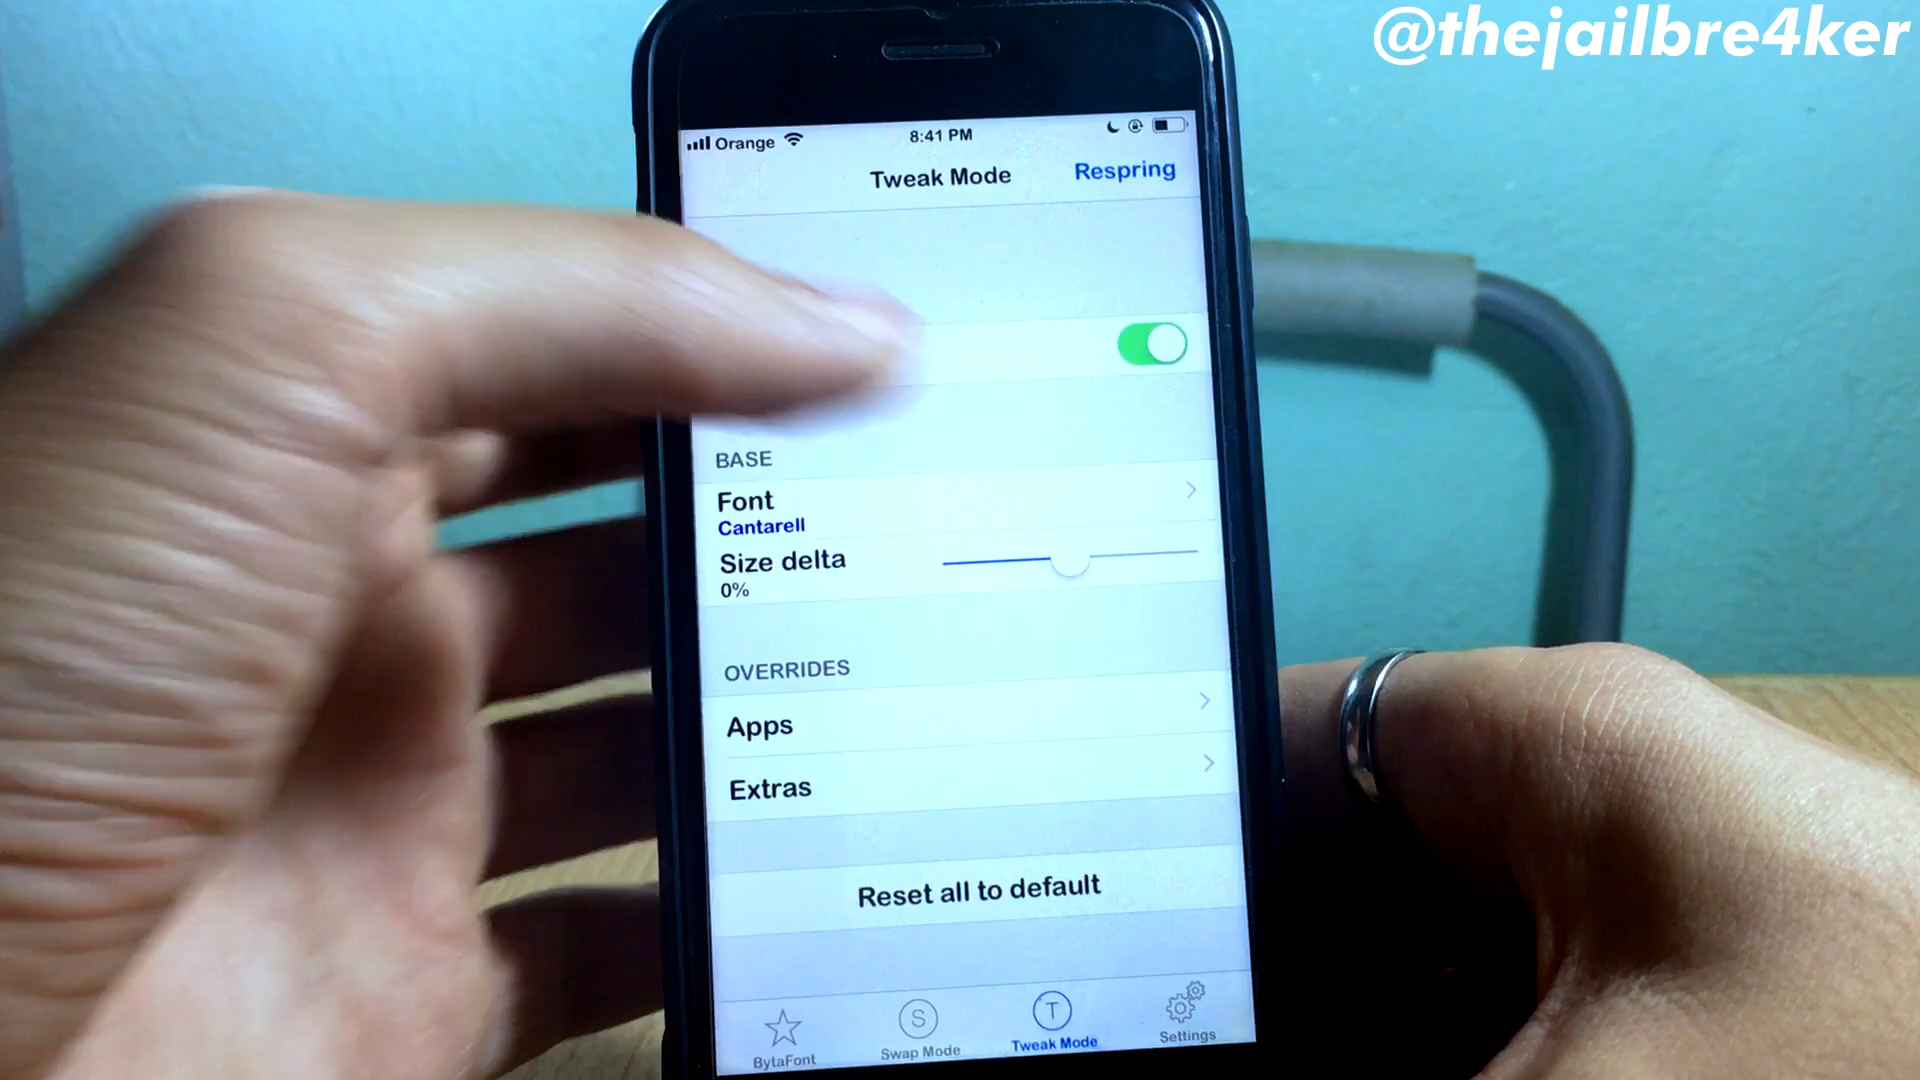 @thejailbre4ker
Orange 8:41 PM
Tweak Mode Respring
BASE
Font
Cantarell
Size delta
0%
OVERRIDES
Apps
Extras
Reset all to default
S T
BytaFont Swap Mode Tweak Mode Settings